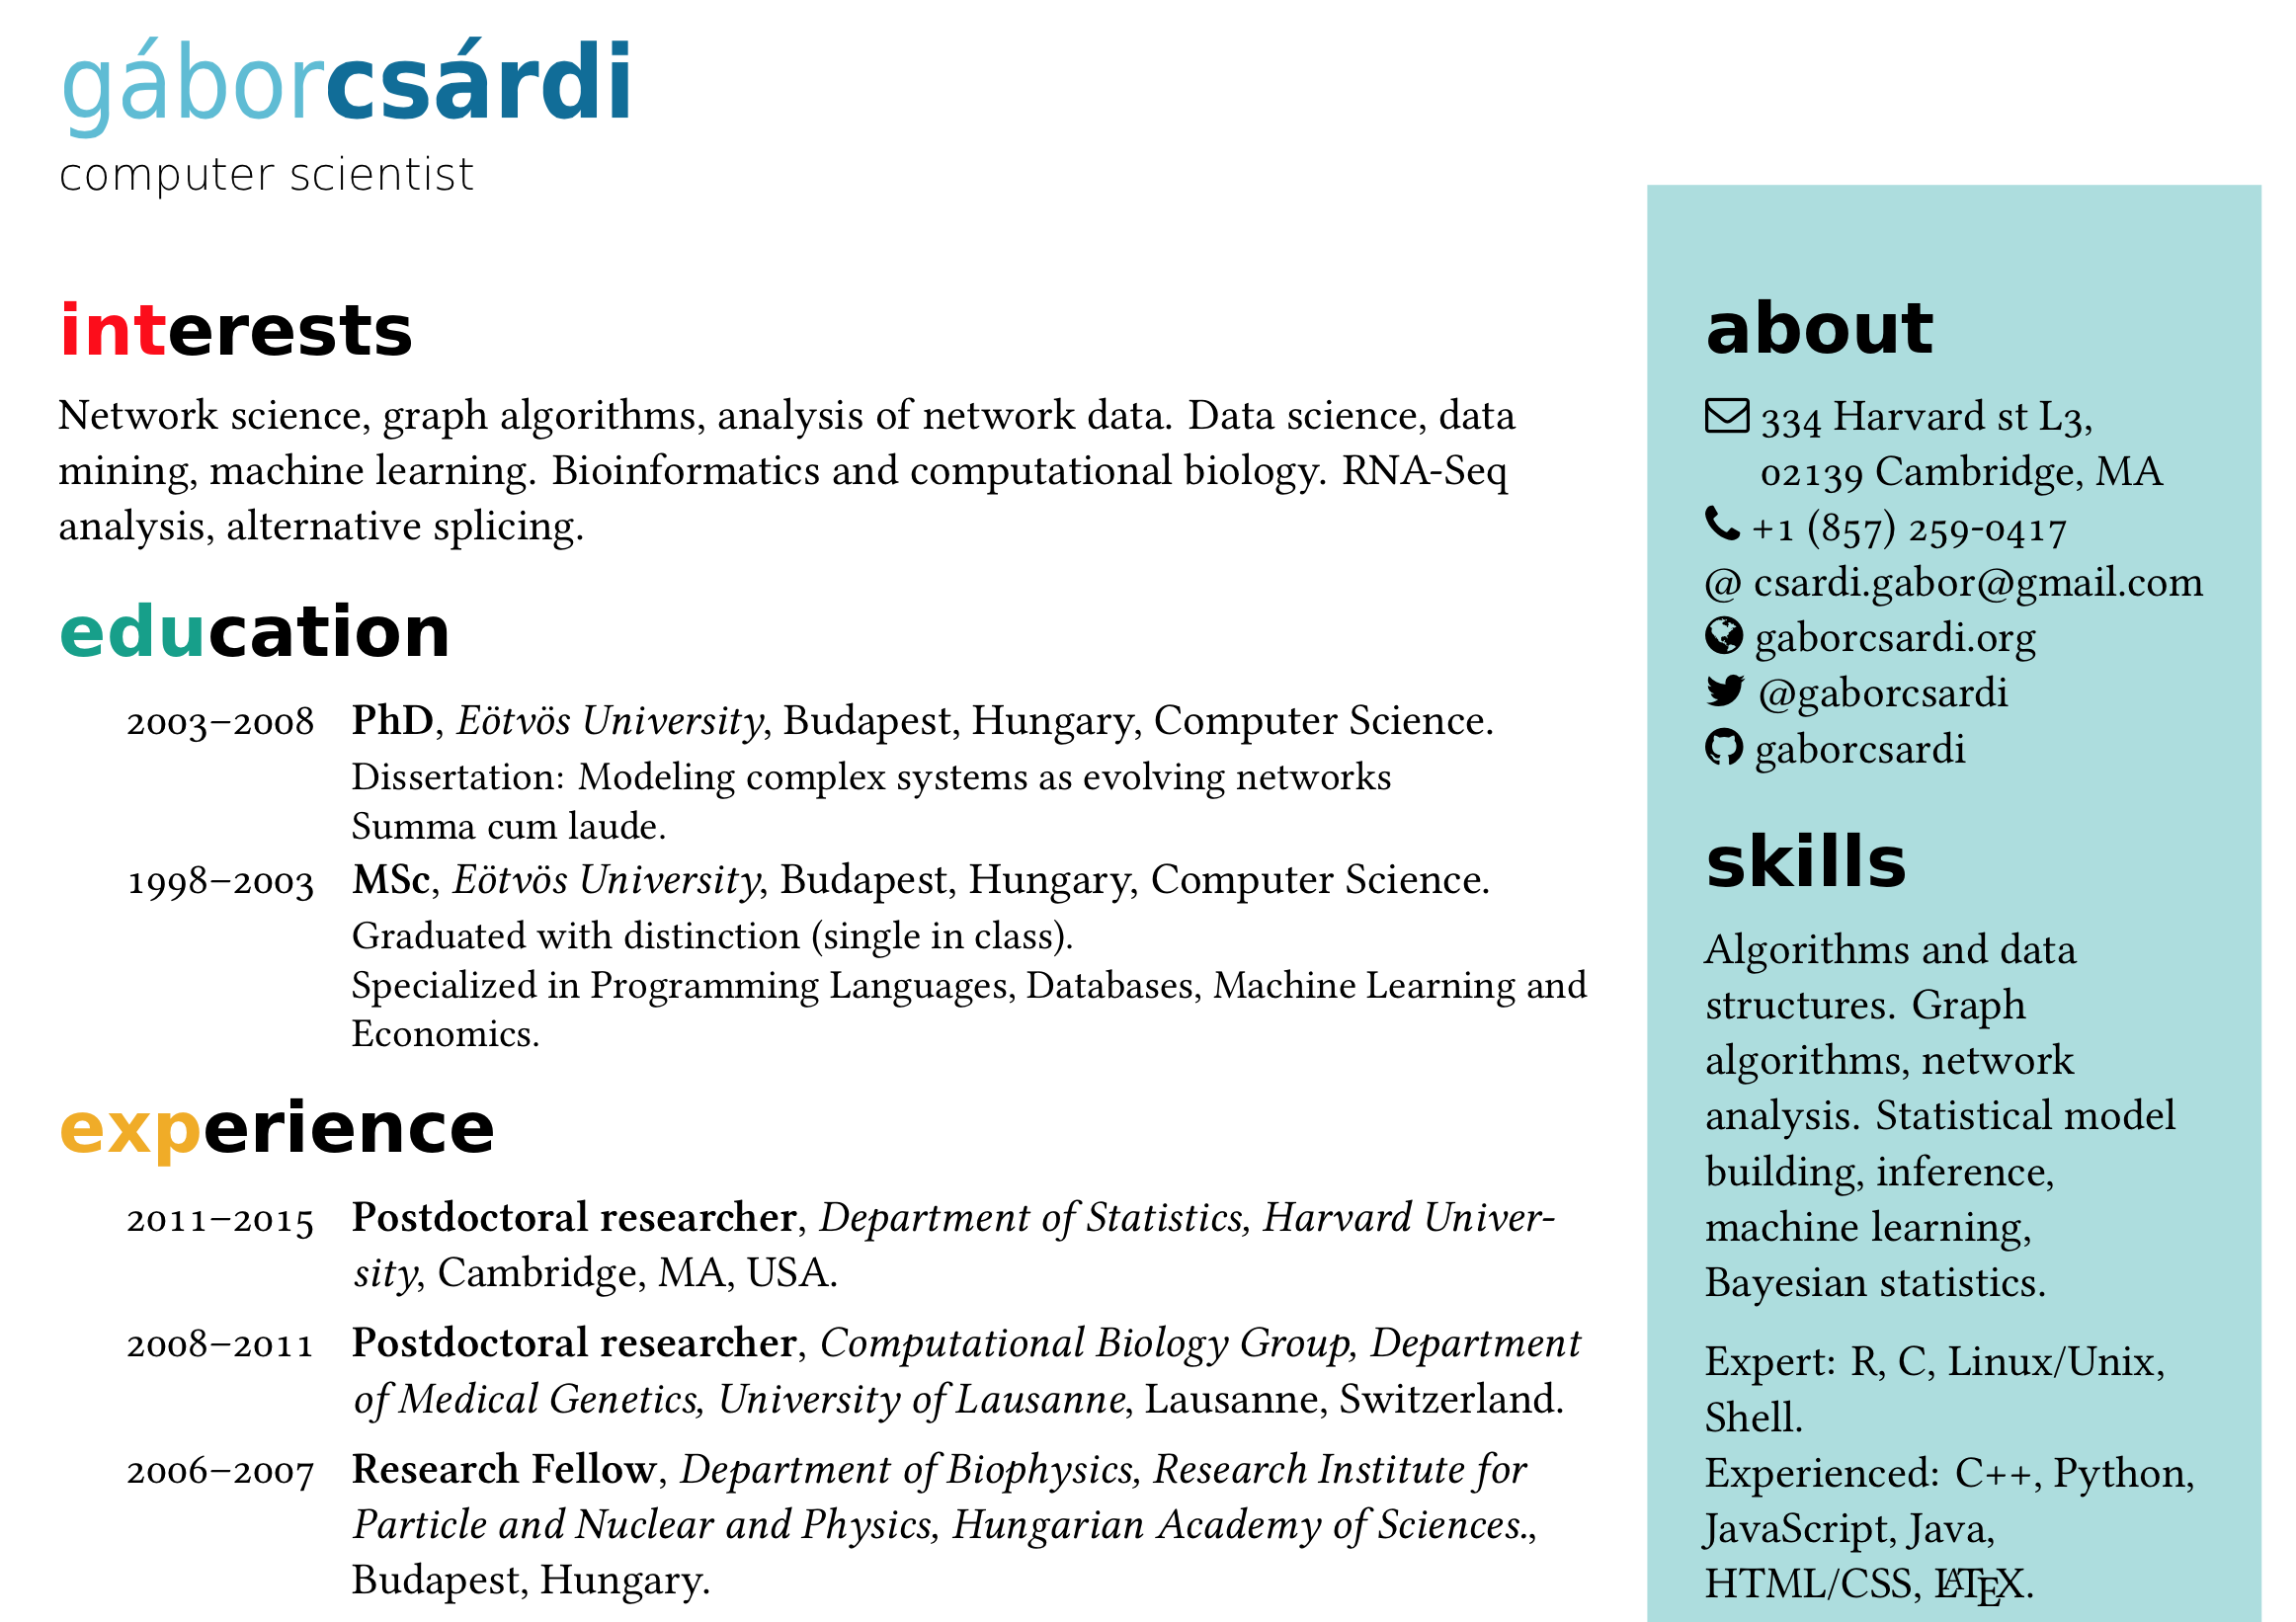 gáborcsárdi
computer scientist
interests
Network science, graph algorithms, analysis of network data. Data science, data
mining, machine learning. Bioinformatics and computational biology. RNA-Seq
analysis, alternative splicing.
education
2003–2008 PhD, Eötvös University, Budapest, Hungary, Computer Science.
Dissertation: Modeling complex systems as evolving networks
Summa cum laude.
1998–2003 MSc, Eötvös University, Budapest, Hungary, Computer Science.
Graduated with distinction (single in class).
Specialized in Programming Languages, Databases, Machine Learning and
Economics.
experience
2011–2015 Postdoctoral researcher, Department of Statistics, Harvard Univer-
sity, Cambridge, MA, USA.
2008–2011 Postdoctoral researcher, Computational Biology Group, Department
of Medical Genetics, University of Lausanne, Lausanne, Switzerland.
2006–2007 Research Fellow, Department of Biophysics, Research Institute for
Particle and Nuclear and Physics, Hungarian Academy of Sciences.,
Budapest, Hungary.
about
334 Harvard st L3,
02139 Cambridge, MA
+1 (857) 259-0417
@ csardi.gabor@gmail.com
gaborcsardi.org
@gaborcsardi
gaborcsardi
skills
Algorithms and data
structures. Graph
algorithms, network
analysis. Statistical model
building, inference,
machine learning,
Bayesian statistics.
Expert: R, C, Linux/Unix,
Shell.
Experienced: C++, Python,
JavaScript, Java,
HTML/CSS, LATEX.